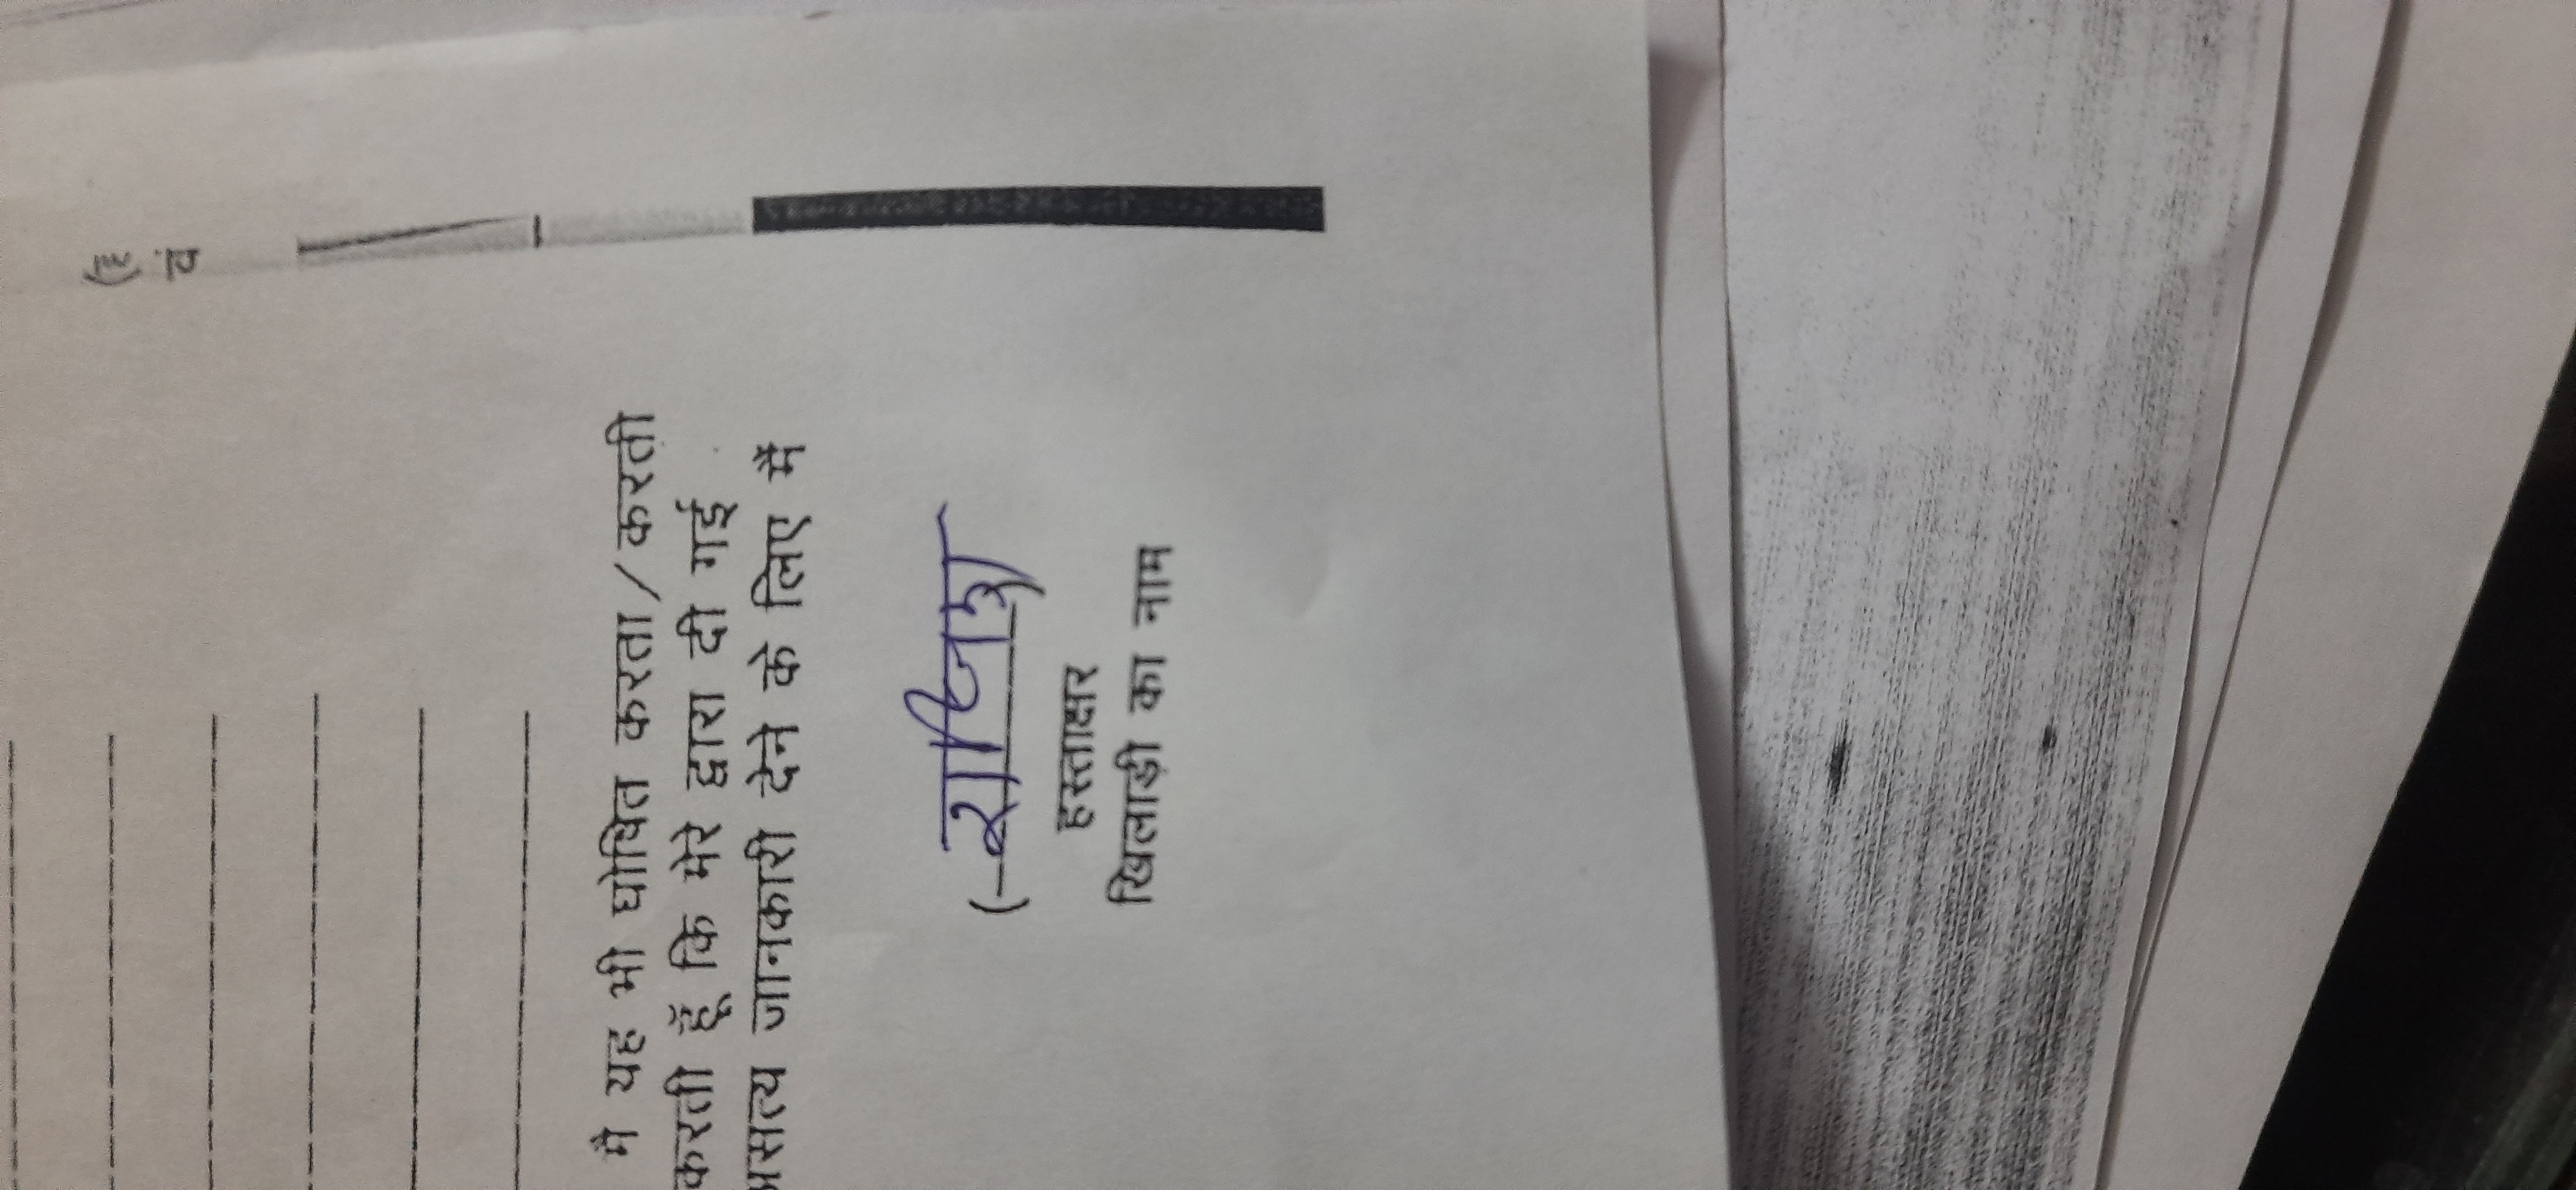 मैं यह भी घोषित करता / करती
करती हूँ कि मेरे द्वारा दी गई
असत्य जानकारी देने के लिए मैं
हस्ताक्षर
खिलाड़ी का नाम